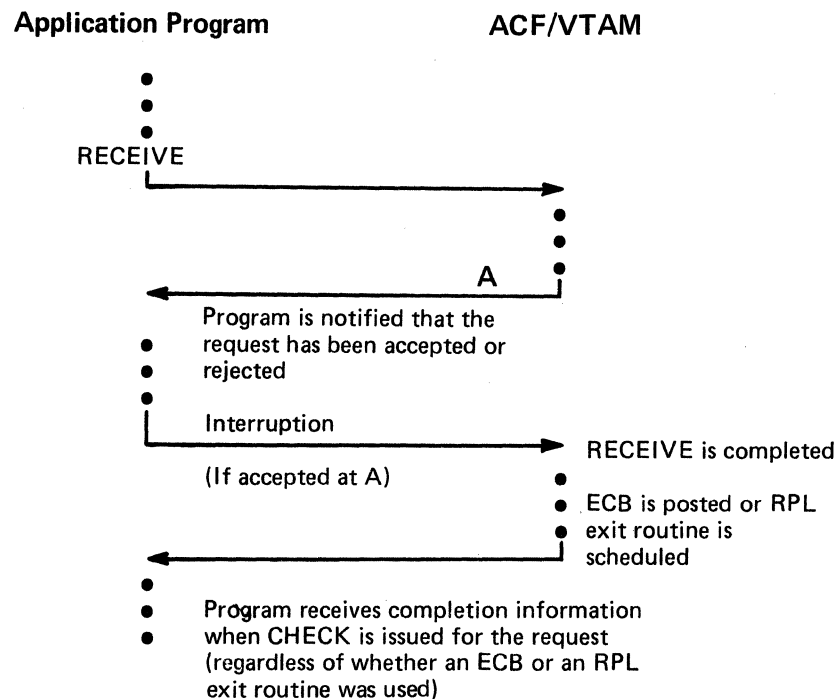 Application Program
ACF/VTAM
RECEIVE
A
Program is notified that the
request has been accepted or
rejected
Interruption
RECEIVE is completed
(If accepted at A)
ECB is posted or RPL
exit routine is
scheduled
Program receives completion information
when CHECK is issued for the request
(regardless of whether an ECB or an RPL
exit routine was used)